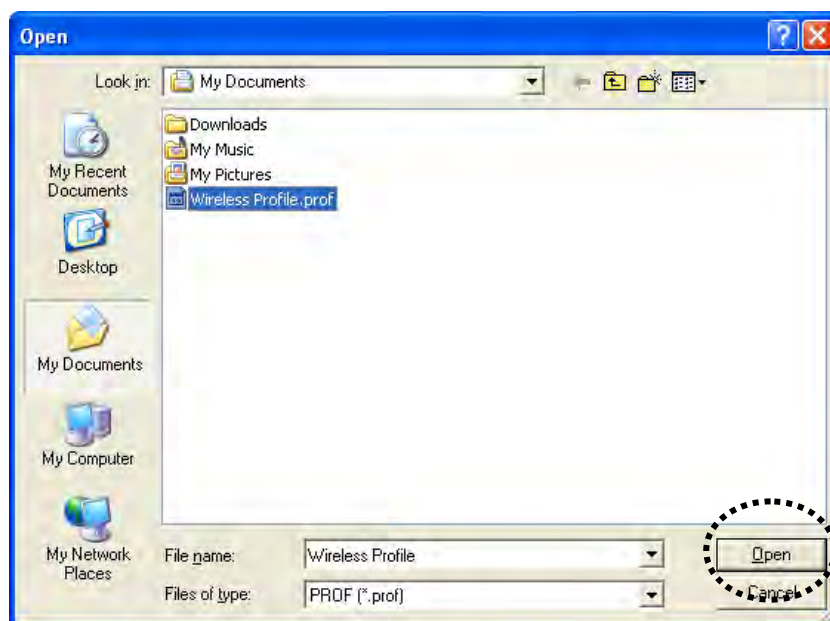 Open
Look in:
My Documents
Downloads
My Music
My Pictures
Wireless Profile.prof
My Recent
Documents
Desktop
My Documents
My Computer
My Network
Places
File name:
Wireless Profile
Open
Files of type:
PROF (*.prof)
Cancel